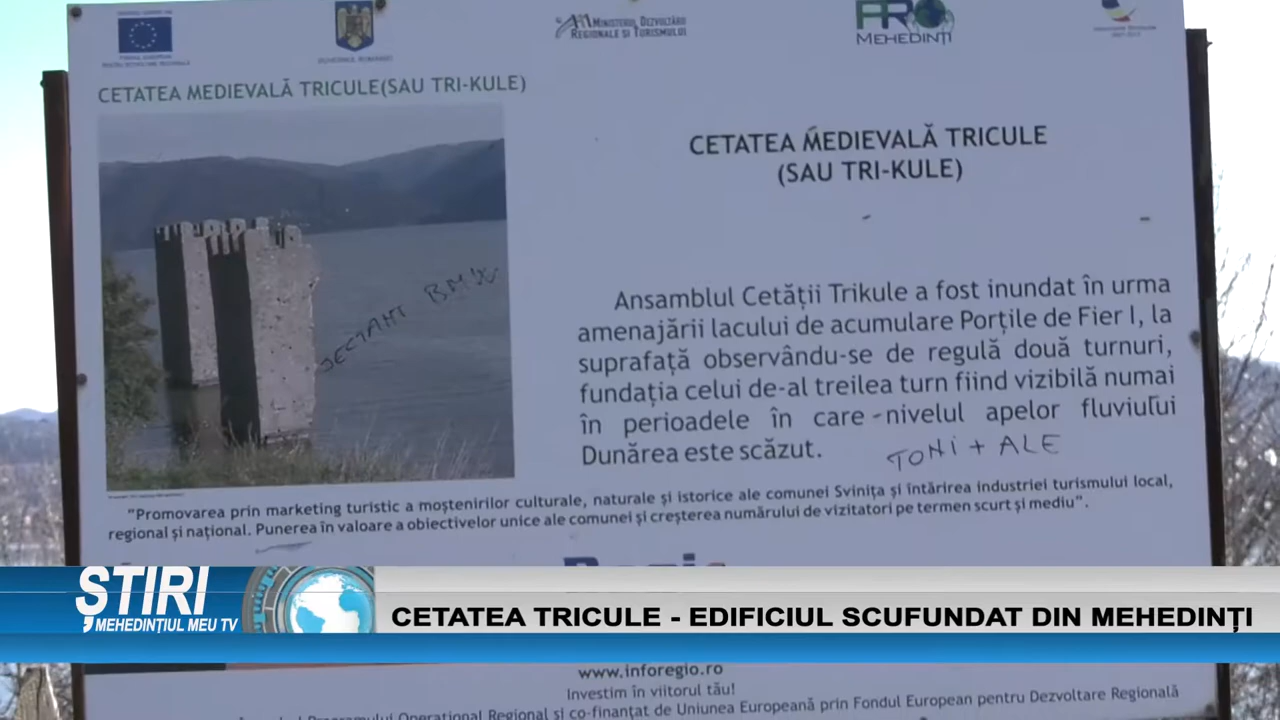 MINISTERUL DEZVOLTĂRII
REGIONALE ȘI TURISMULUI
PRO
MEHEDINȚI
CETATEA MEDIEVALĂ TRICULE(SAU TRI-KULE)
CETATEA MEDIEVALĂ TRICULE
(SAU TRI-KULE)
BMW
Ansamblul Cetății Trikule a fost inundat în urma
amenajării lacului de acumulare Porțile de Fier I, la
suprafață observându-se de regulă două turnuri,
fundația celui de-al treilea turn fiind vizibilă numai
în perioadele în care nivelul apelor fluviului
Dunărea este scăzut.
TONI + ALE
"Promovarea prin marketing turistic a moștenirilor culturale, naturale și istorice ale comunei Svinița și întărirea industriei turismului local,
regional și național. Punerea în valoare a obiectivelor unice ale comunei și creșterea numărului de vizitatori pe termen scurt și mediu".
ȘTIRI
MEHEDINȚIUL MEU TV
CETATEA TRICULE - EDIFICIUL SCUFUNDAT DIN MEHEDINȚI
www.inforegio.ro
Investim în viitorul tău!
Programului Operațional Regional și co-finanțat de Uniunea Europeană prin Fondul European pentru Dezvoltare Regională